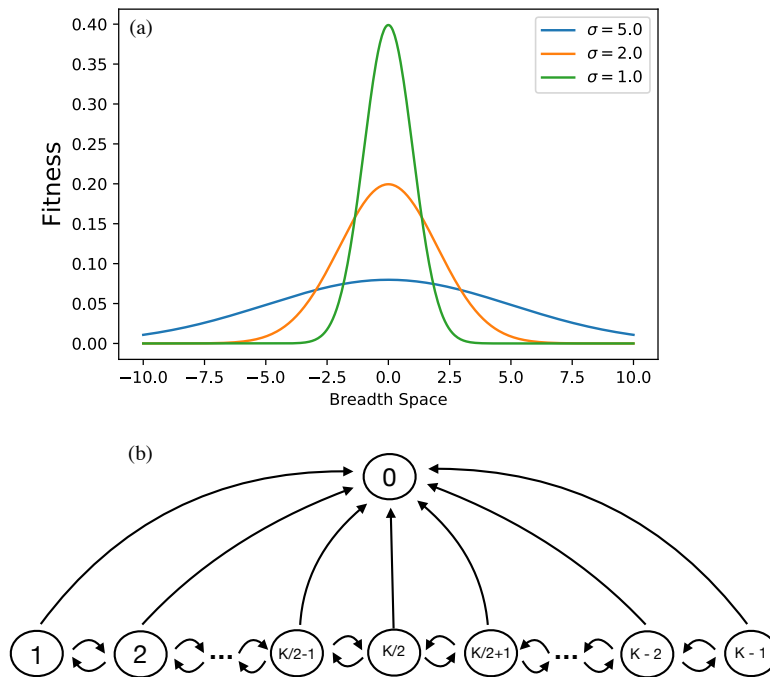 (a)
σ = 5.0
σ = 2.0
σ = 1.0
Fitness
0.40
0.35
0.30
0.25
0.20
0.15
0.10
0.05
0.00
−10.0 −7.5 −5.0 −2.5 0.0 2.5 5.0 7.5 10.0
Breadth Space
(b)
0
1 2 ... K/2-1 K/2 K/2+1 ... K - 2 K - 1